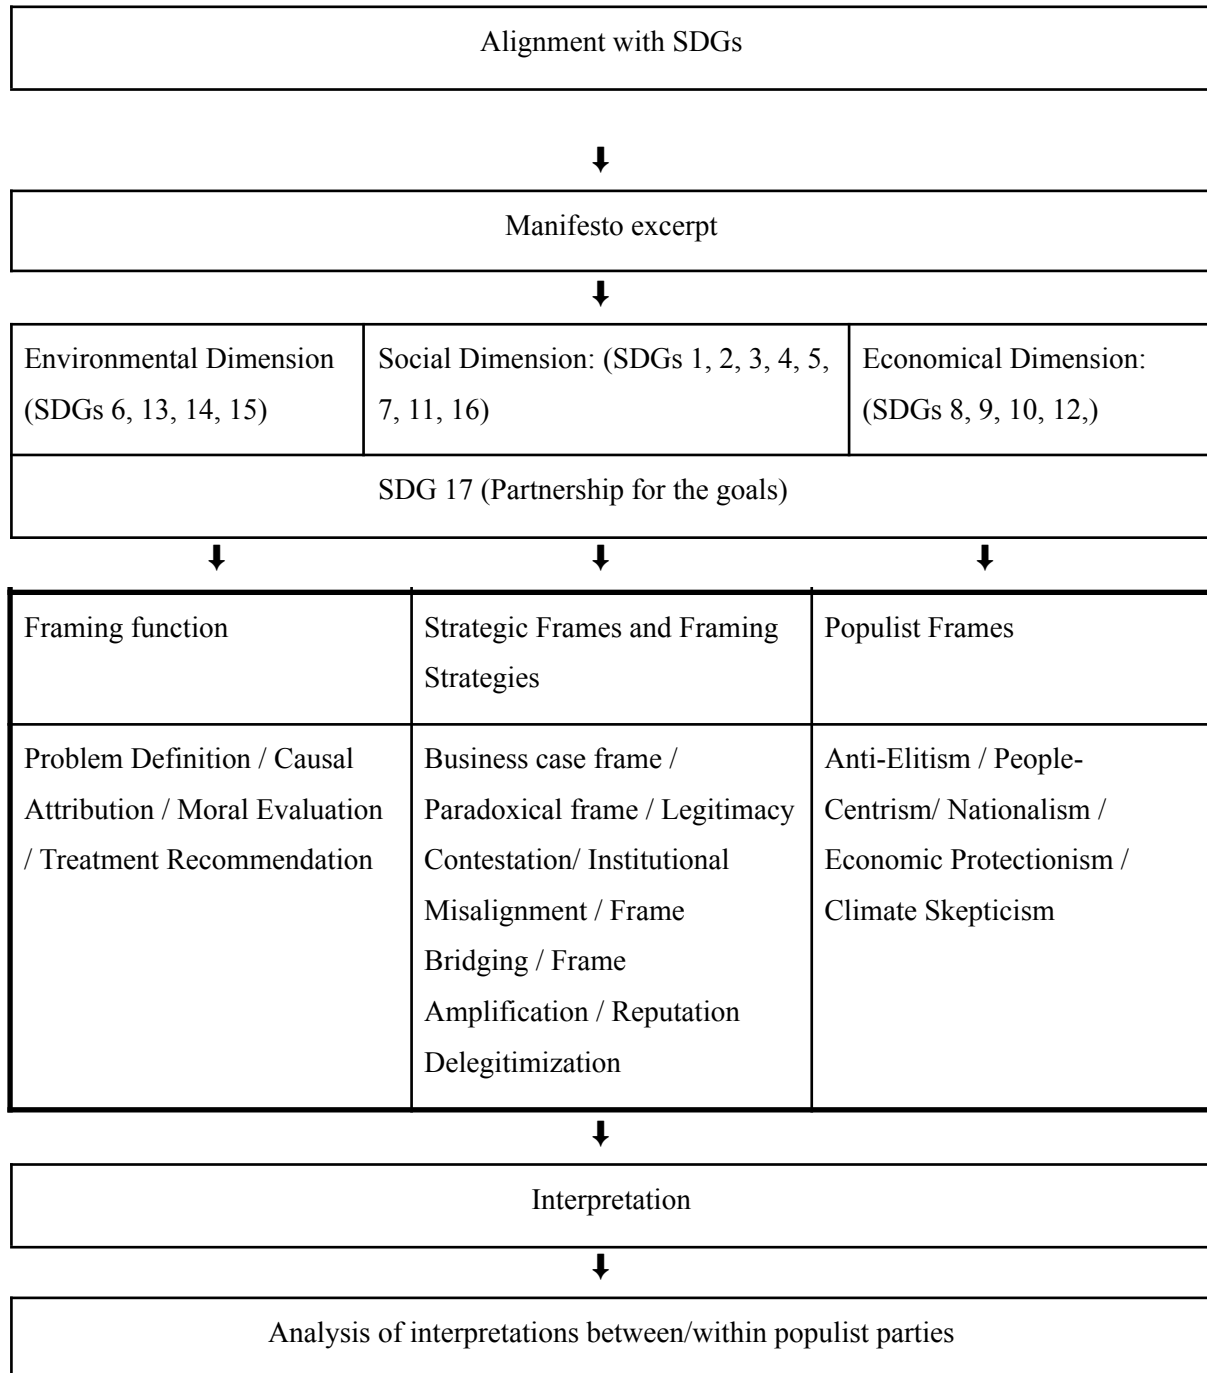 Alignment with SDGs
Manifesto excerpt
Environmental Dimension
(SDGs 6, 13, 14, 15)
Social Dimension: (SDGs 1, 2, 3, 4, 5,
7, 11, 16)
Economical Dimension:
(SDGs 8, 9, 10, 12,)
SDG 17 (Partnership for the goals)
Framing function
Strategic Frames and Framing
Strategies
Populist Frames
Problem Definition / Causal
Attribution / Moral Evaluation
/ Treatment Recommendation
Business case frame /
Paradoxical frame / Legitimacy
Contestation/ Institutional
Misalignment / Frame
Bridging / Frame
Amplification / Reputation
Delegitimization
Anti-Elitism / People-
Centrism/ Nationalism /
Economic Protectionism /
Climate Skepticism
Interpretation
Analysis of interpretations between/within populist parties